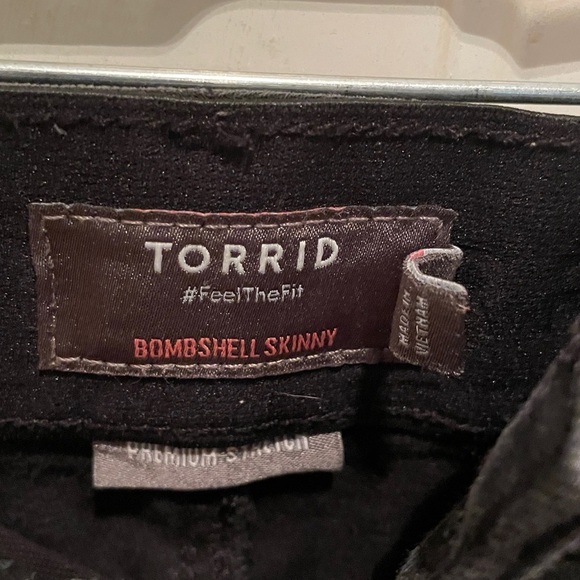 TORRID
#FeelTheFit
BOMBSHELL SKINNY
MADE IN
VIETNAM
PREMIUM STRETCH